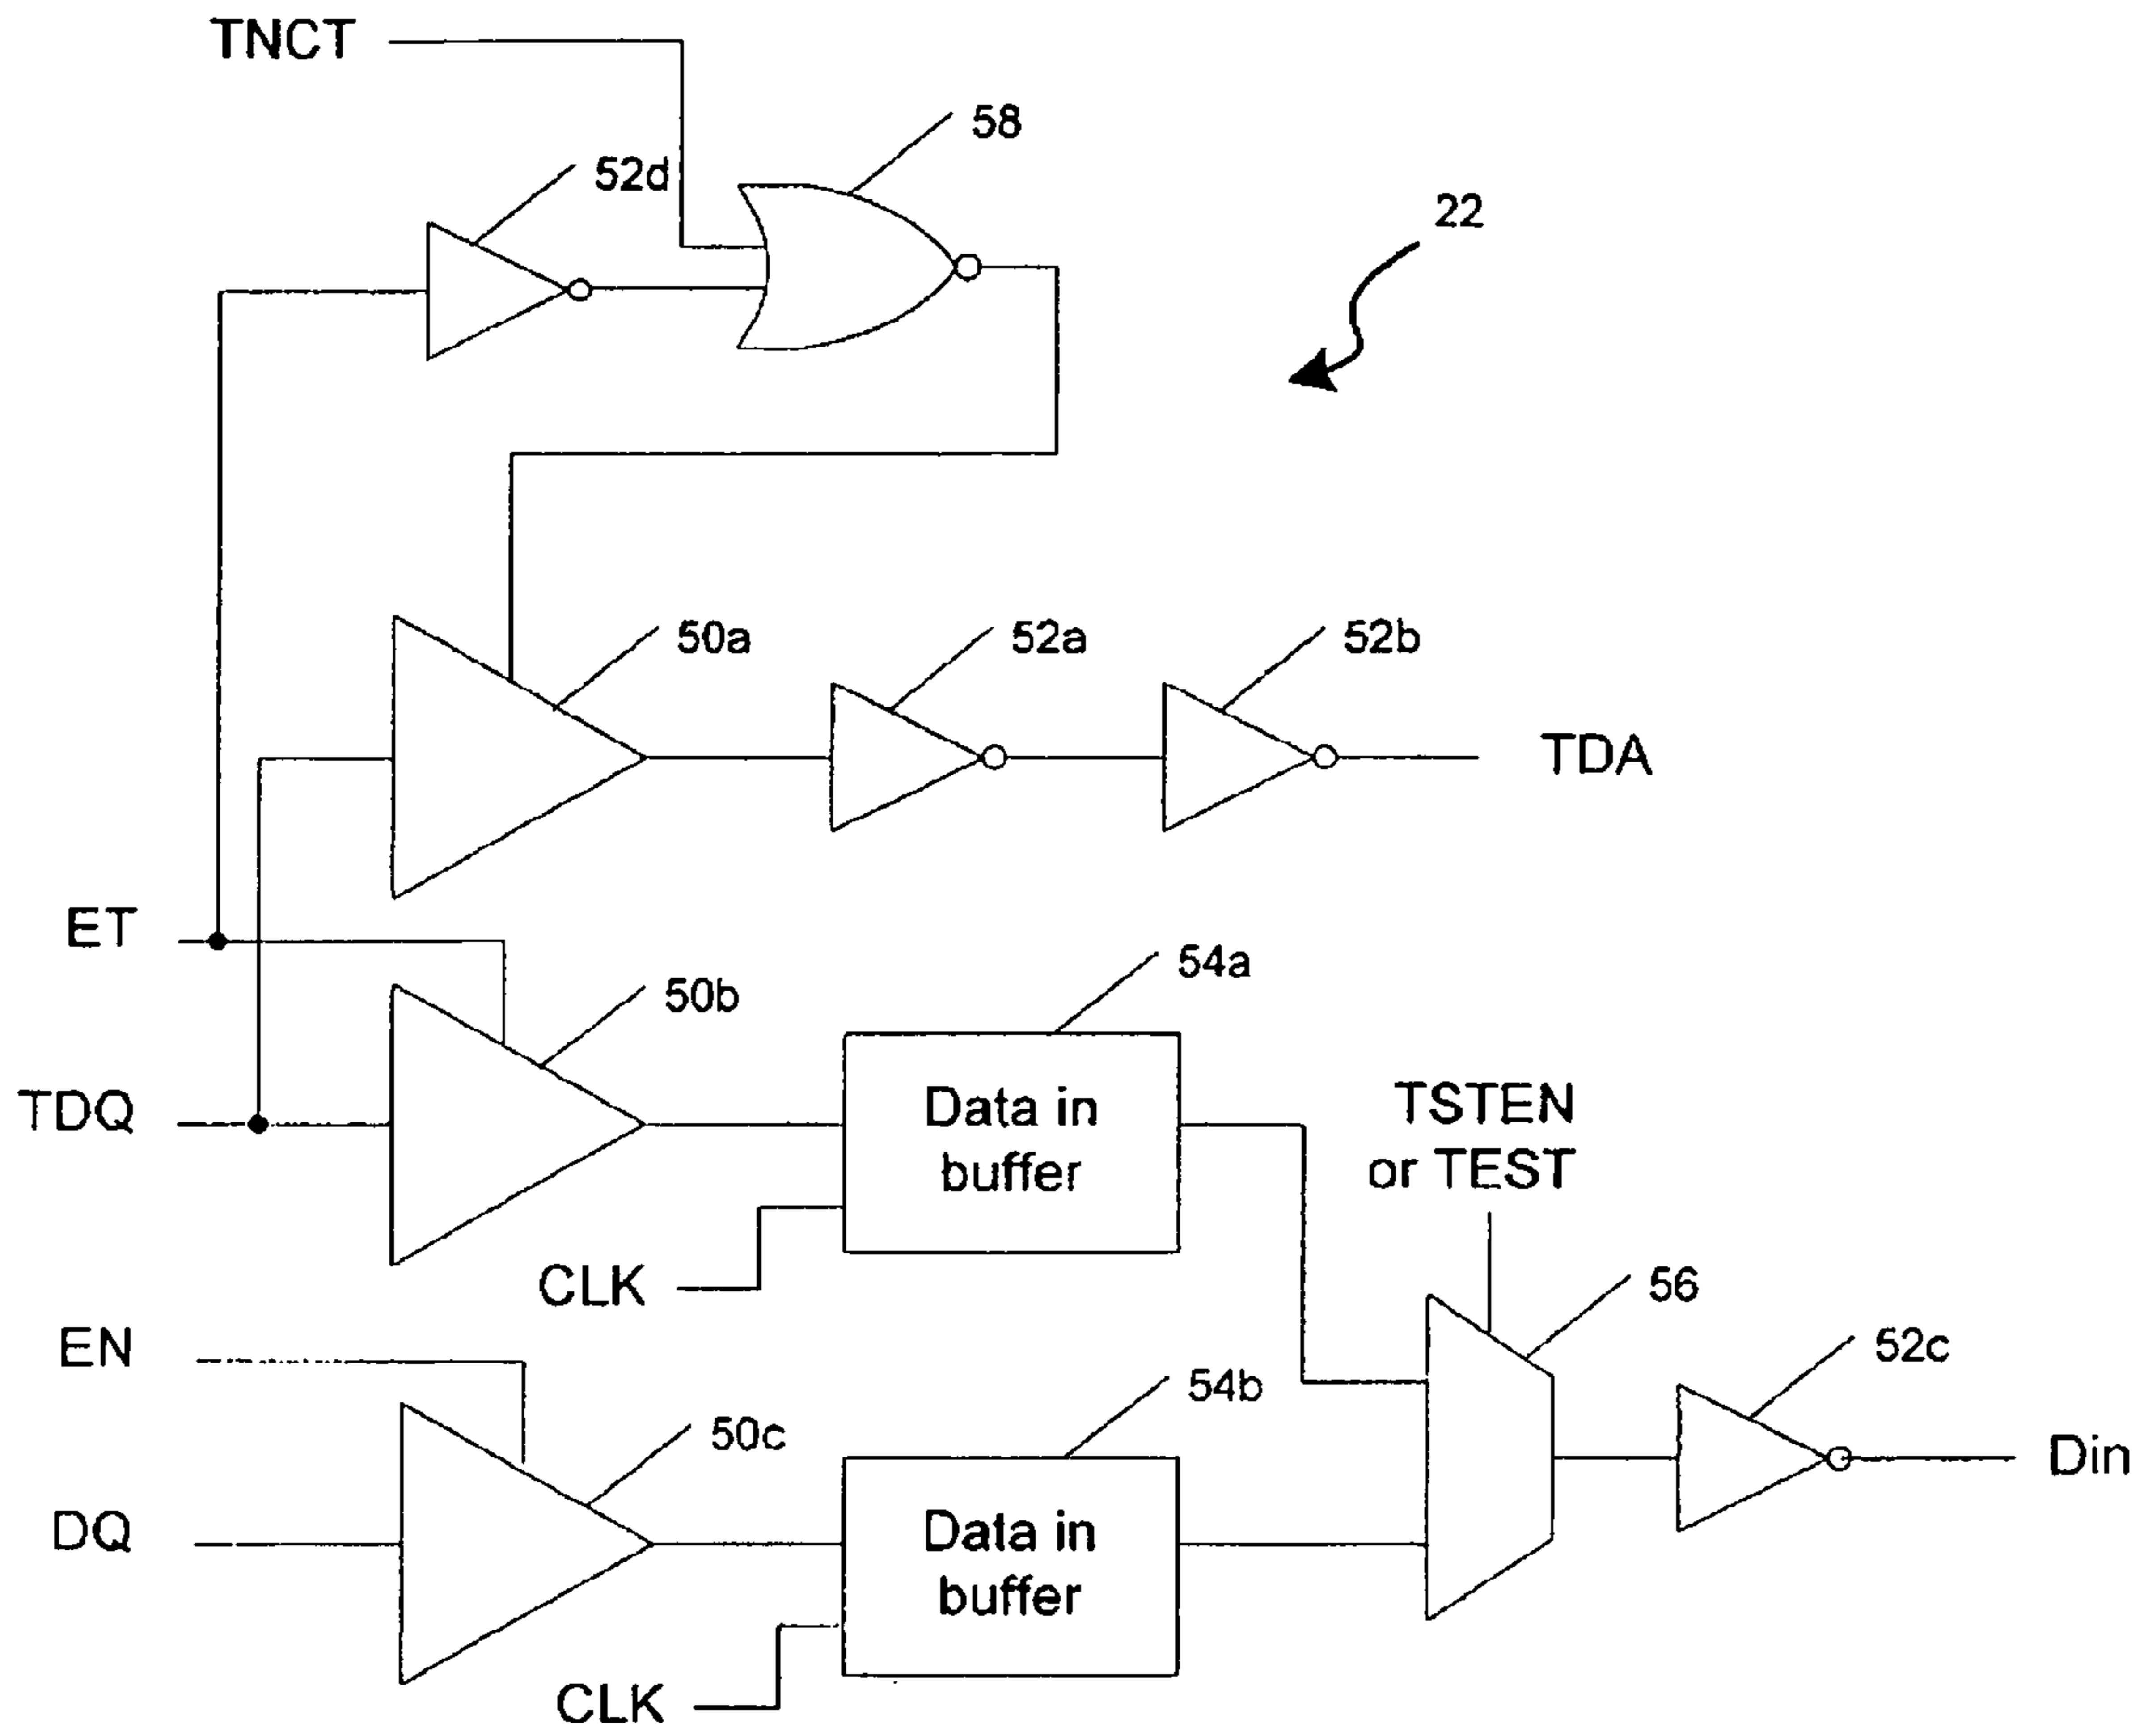 TNCT
58
52d
22
50a
52a
52b
TDA
ET
54a
50b
TDQ
Data in
buffer
TSTEN
or TEST
CLK
56
EN
52c
54b
50c
Din
DQ
Data in
buffer
CLK